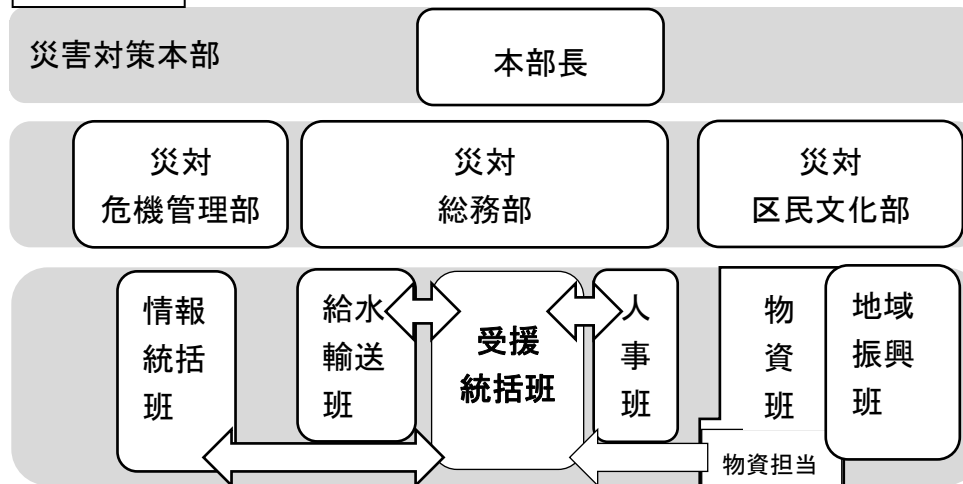 災害対策本部
本部長
災対
危機管理部
災対
総務部
災対
区民文化部
情報
統括
班
給水
輸送
班
受援
統括班
人
事
班
物
資
班
地域
振興
班
物資担当